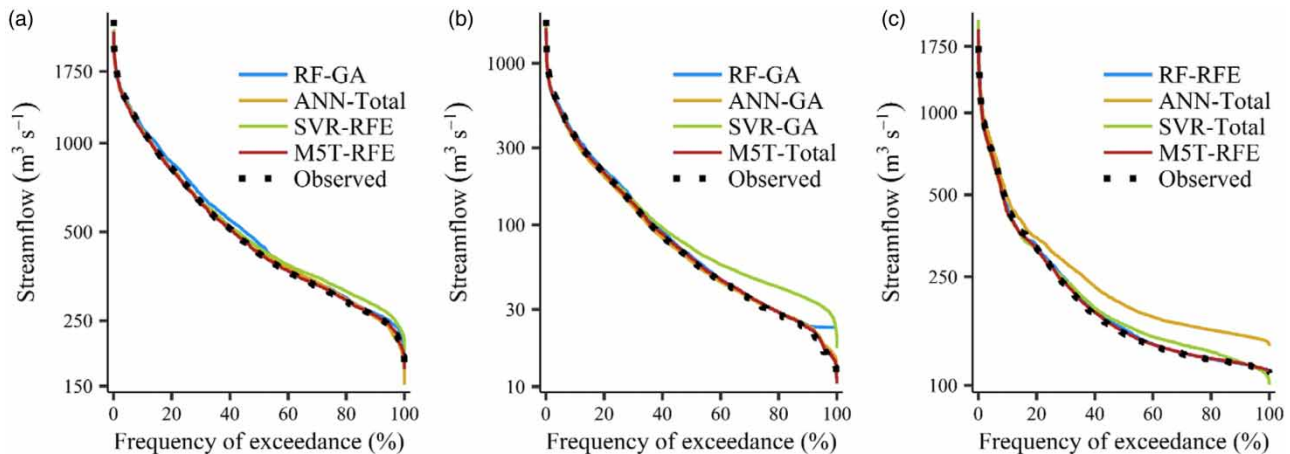 (a)
Streamflow (m³ s⁻¹)
1750
1000
500
250
150
RF-GA
ANN-Total
SVR-RFE
M5T-RFE
Observed
0 20 40 60 80 100
Frequency of exceedance (%)
(b)
Streamflow (m³ s⁻¹)
1000
300
100
30
10
RF-GA
ANN-GA
SVR-GA
M5T-Total
Observed
0 20 40 60 80 100
Frequency of exceedance (%)
(c)
Streamflow (m³ s⁻¹)
1750
1000
500
250
100
RF-RFE
ANN-Total
SVR-Total
M5T-RFE
Observed
0 20 40 60 80 100
Frequency of exceedance (%)